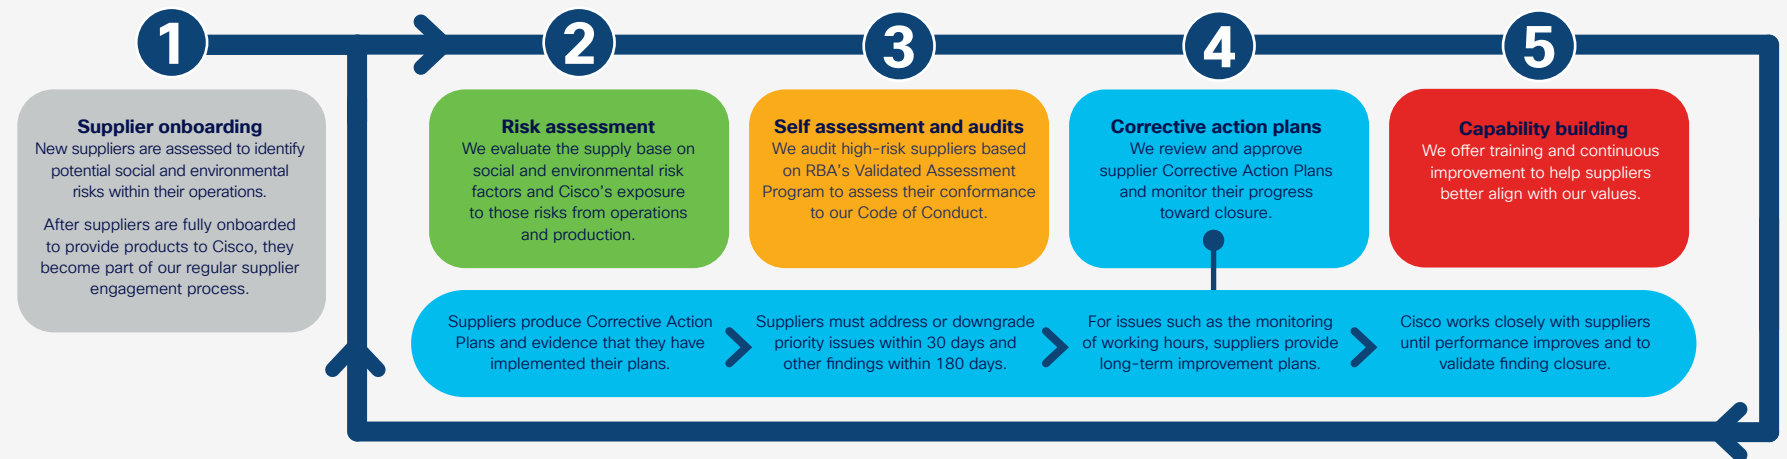 1
Supplier onboarding
New suppliers are assessed to identify
potential social and environmental
risks within their operations.
After suppliers are fully onboarded
to provide products to Cisco, they
become part of our regular supplier
engagement process.
2
Risk assessment
We evaluate the supply base on
social and environmental risk
factors and Cisco's exposure
to those risks from operations
and production.
3
Self assessment and audits
We audit high-risk suppliers based
on RBA's Validated Assessment
Program to assess their conformance
to our Code of Conduct.
4
Corrective action plans
We review and approve
supplier Corrective Action Plans
and monitor their progress
toward closure.
5
Capability building
We offer training and continuous
improvement to help suppliers
better align with our values.
Suppliers produce Corrective Action
Plans and evidence that they have
implemented their plans.
Suppliers must address or downgrade
priority issues within 30 days and
other findings within 180 days.
For issues such as the monitoring
of working hours, suppliers provide
long-term improvement plans.
Cisco works closely with suppliers
until performance improves and to
validate finding closure.